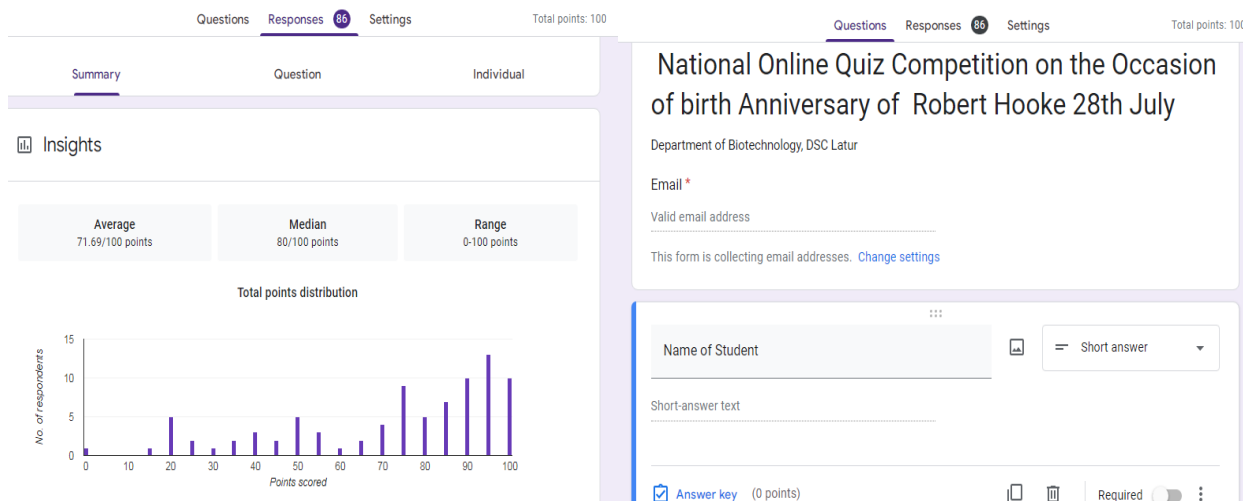 Questions Responses 86 Settings Total points: 100
Summary Question Individual
Insights
Average Median Range
71.69/100 points 80/100 points 0-100 points
Total points distribution
No. of respondents
15
10
5
0
0 10 20 30 40 50 60 70 80 90 100
Points scored
Questions Responses 86 Settings Total points: 100
National Online Quiz Competition on the Occasion
of birth Anniversary of Robert Hooke 28th July
Department of Biotechnology, DSC Latur
Email *
Valid email address
This form is collecting email addresses. Change settings
Name of Student Short answer
Short-answer text
Answer key (0 points) Required